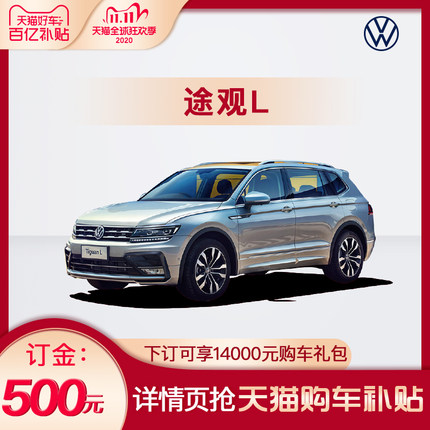 天猫好车
百亿补贴
11.11
天猫全球狂欢季
2020
途观L
Tiguan L
订金：
500元
下订可享14000元购车礼包
详情页抢天猫购车补贴